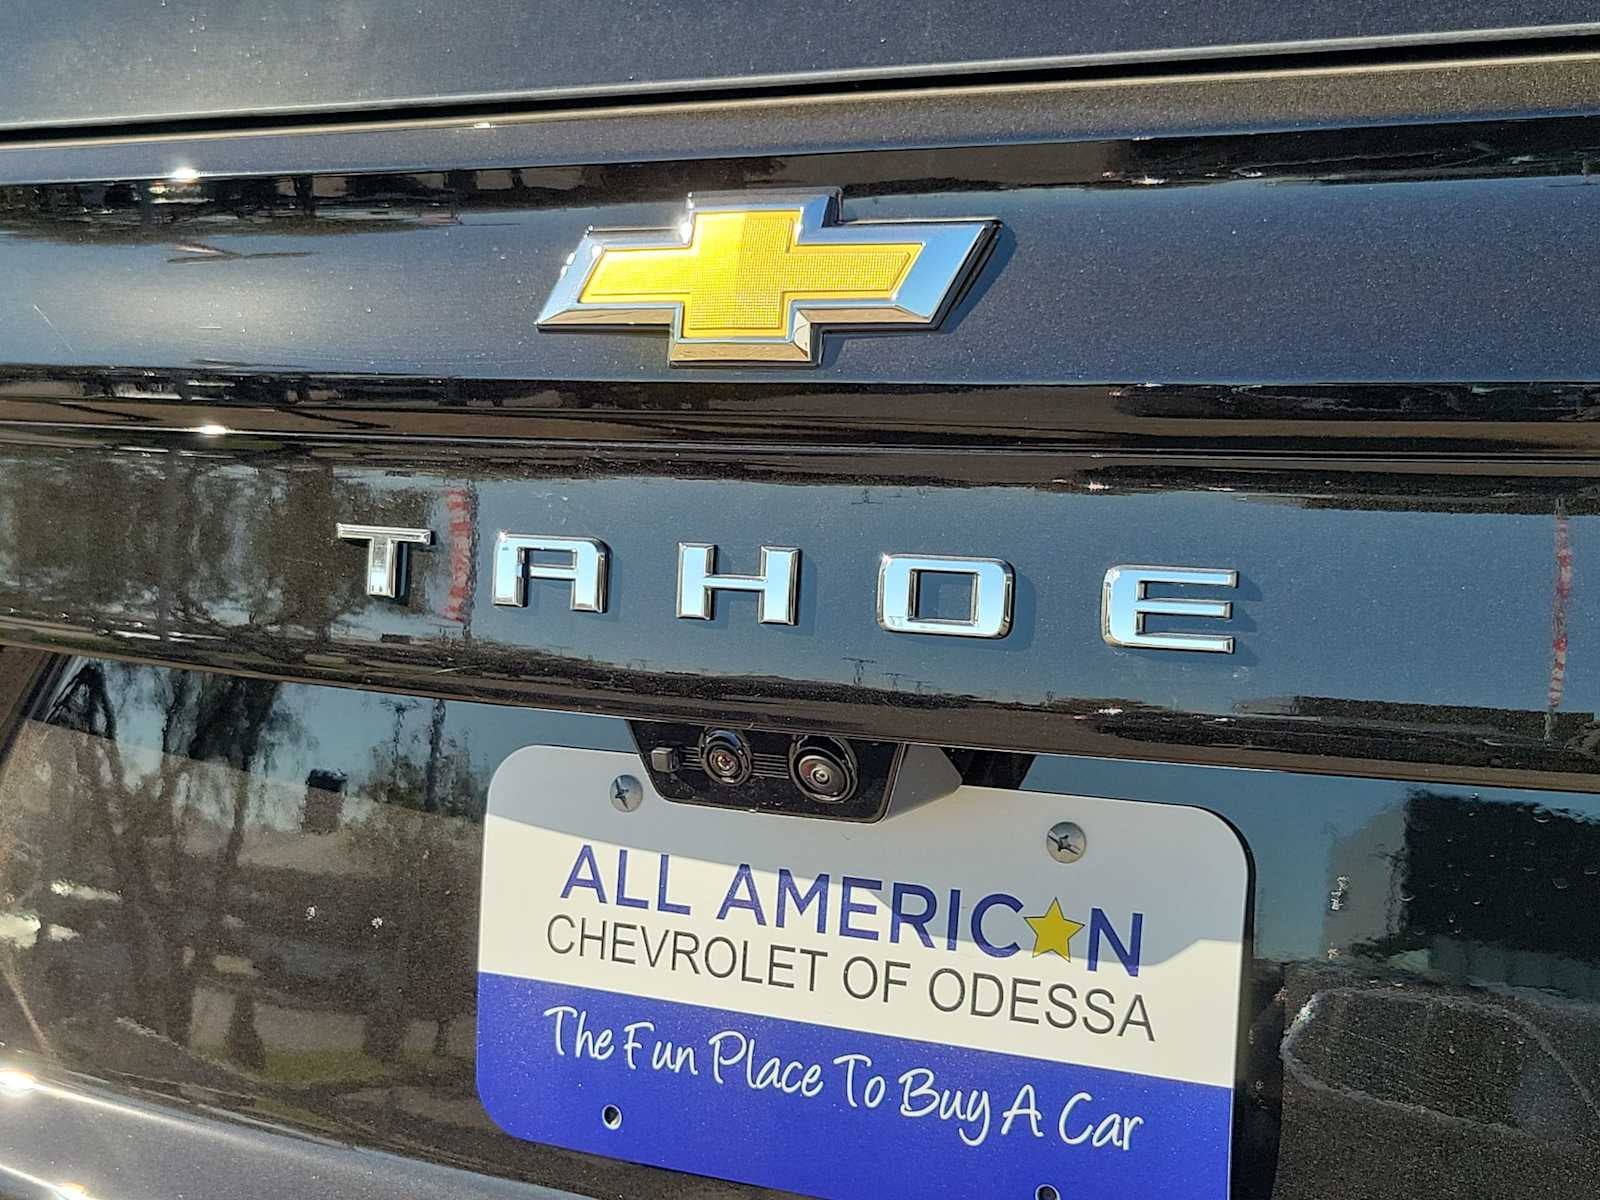 TAHOE
ALL AMERICAN
CHEVROLET OF ODESSA
The Fun Place To Buy A Car